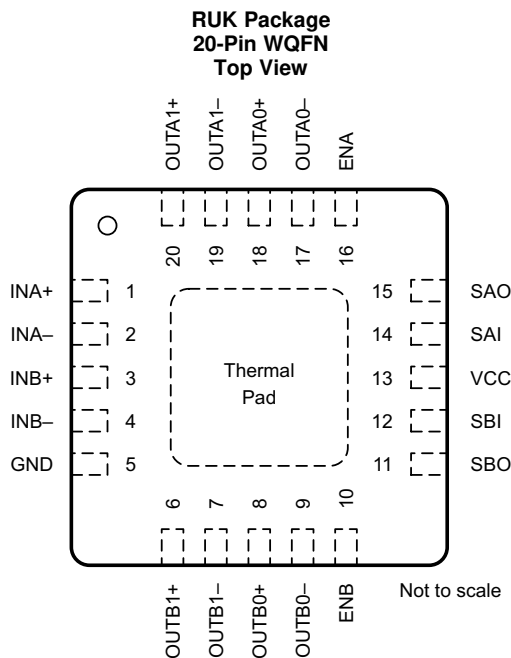 RUK Package
20-Pin WQFN
Top View
OUTA1+
OUTA1–
OUTA0+
OUTA0–
ENA
20
19
18
17
16
INA+ 1
INA– 2
INB+ 3
INB– 4
GND 5
Thermal
Pad
15 SAO
14 SAI
13 VCC
12 SBI
11 SBO
6
7
8
9
10
OUTB1+
OUTB1–
OUTB0+
OUTB0–
ENB
Not to scale